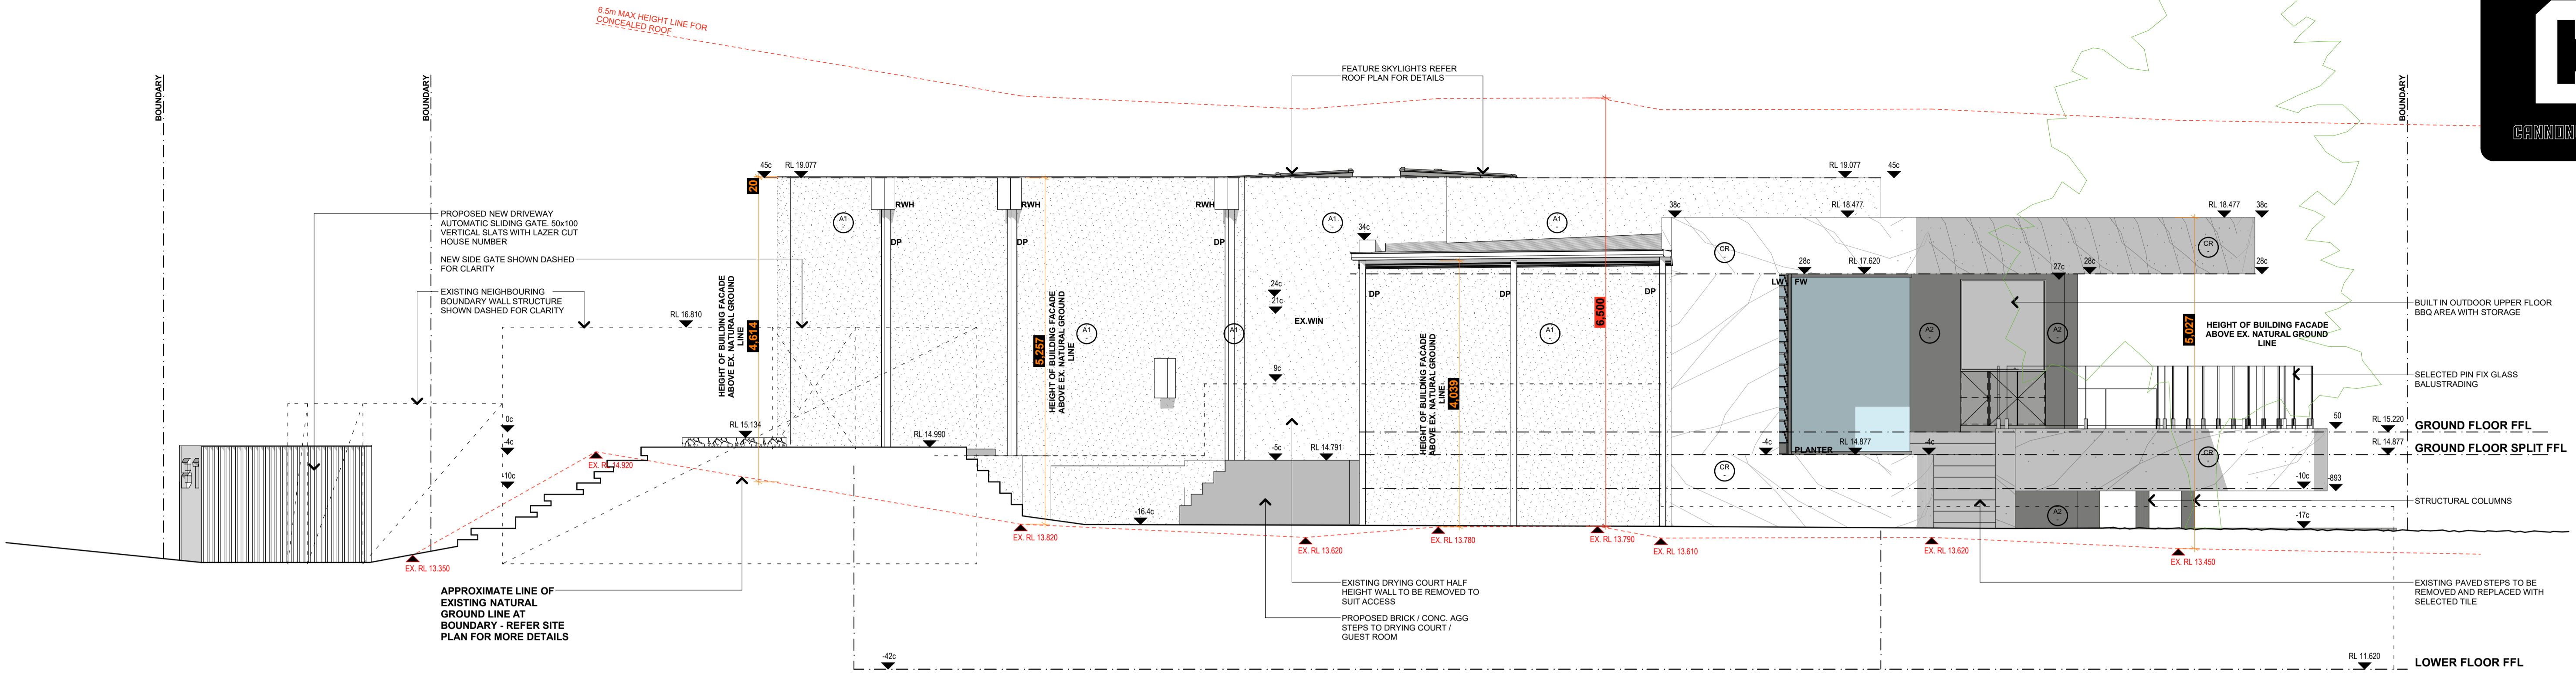 6.5m MAX HEIGHT LINE FOR
CONCEALED ROOF
BOUNDARY
BOUNDARY
BOUNDARY
FEATURE SKYLIGHTS REFER
ROOF PLAN FOR DETAILS
CANNON
45c
RL 19.077
RL 19.077
45c
20
PROPOSED NEW DRIVEWAY
AUTOMATIC SLIDING GATE. 50x100
VERTICAL SLATS WITH LAZER CUT
HOUSE NUMBER
NEW SIDE GATE SHOWN DASHED
FOR CLARITY
EXISTING NEIGHBOURING
BOUNDARY WALL STRUCTURE
SHOWN DASHED FOR CLARITY
RWH
RWH
RWH
A1
-
A1
-
A1
-
DP
DP
DP
34c
38c
RL 18.477
RL 18.477
38c
CR
-
CR
-
28c
RL 17.620
27c
28c
28c
LW
FW
24c
21c
EX.WIN
DP
DP
DP
RL 16.810
HEIGHT OF BUILDING FACADE
ABOVE EX. NATURAL GROUND
LINE
4,614
5,257
HEIGHT OF BUILDING FACADE
ABOVE EX. NATURAL GROUND
LINE
A1
-
A1
-
A1
-
HEIGHT OF BUILDING FACADE
ABOVE EX. NATURAL GROUND
LINE
4,039
6,500
A2
-
A2
-
5,027
HEIGHT OF BUILDING FACADE
ABOVE EX. NATURAL GROUND
LINE
BUILT IN OUTDOOR UPPER FLOOR
BBQ AREA WITH STORAGE
SELECTED PIN FIX GLASS
BALUSTRADING
9c
0c
-4c
-10c
RL 15.134
RL 14.990
-5c
RL 14.791
-4c
PLANTER
RL 14.877
-4c
50
RL 15.220
GROUND FLOOR FFL
RL 14.877
GROUND FLOOR SPLIT FFL
CR
-
CR
-
-10c
-893
STRUCTURAL COLUMNS
61
EX. RL 14.920
-16.4c
A2
-
-17c
EX. RL 13.350
EX. RL 13.820
EX. RL 13.620
EX. RL 13.780
EX. RL 13.790
EX. RL 13.610
EX. RL 13.620
EX. RL 13.450
APPROXIMATE LINE OF
EXISTING NATURAL
GROUND LINE AT
BOUNDARY - REFER SITE
PLAN FOR MORE DETAILS
EXISTING DRYING COURT HALF
HEIGHT WALL TO BE REMOVED TO
SUIT ACCESS
PROPOSED BRICK / CONC. AGG
STEPS TO DRYING COURT /
GUEST ROOM
EXISTING PAVED STEPS TO BE
REMOVED AND REPLACED WITH
SELECTED TILE
-42c
RL 11.620
LOWER FLOOR FFL